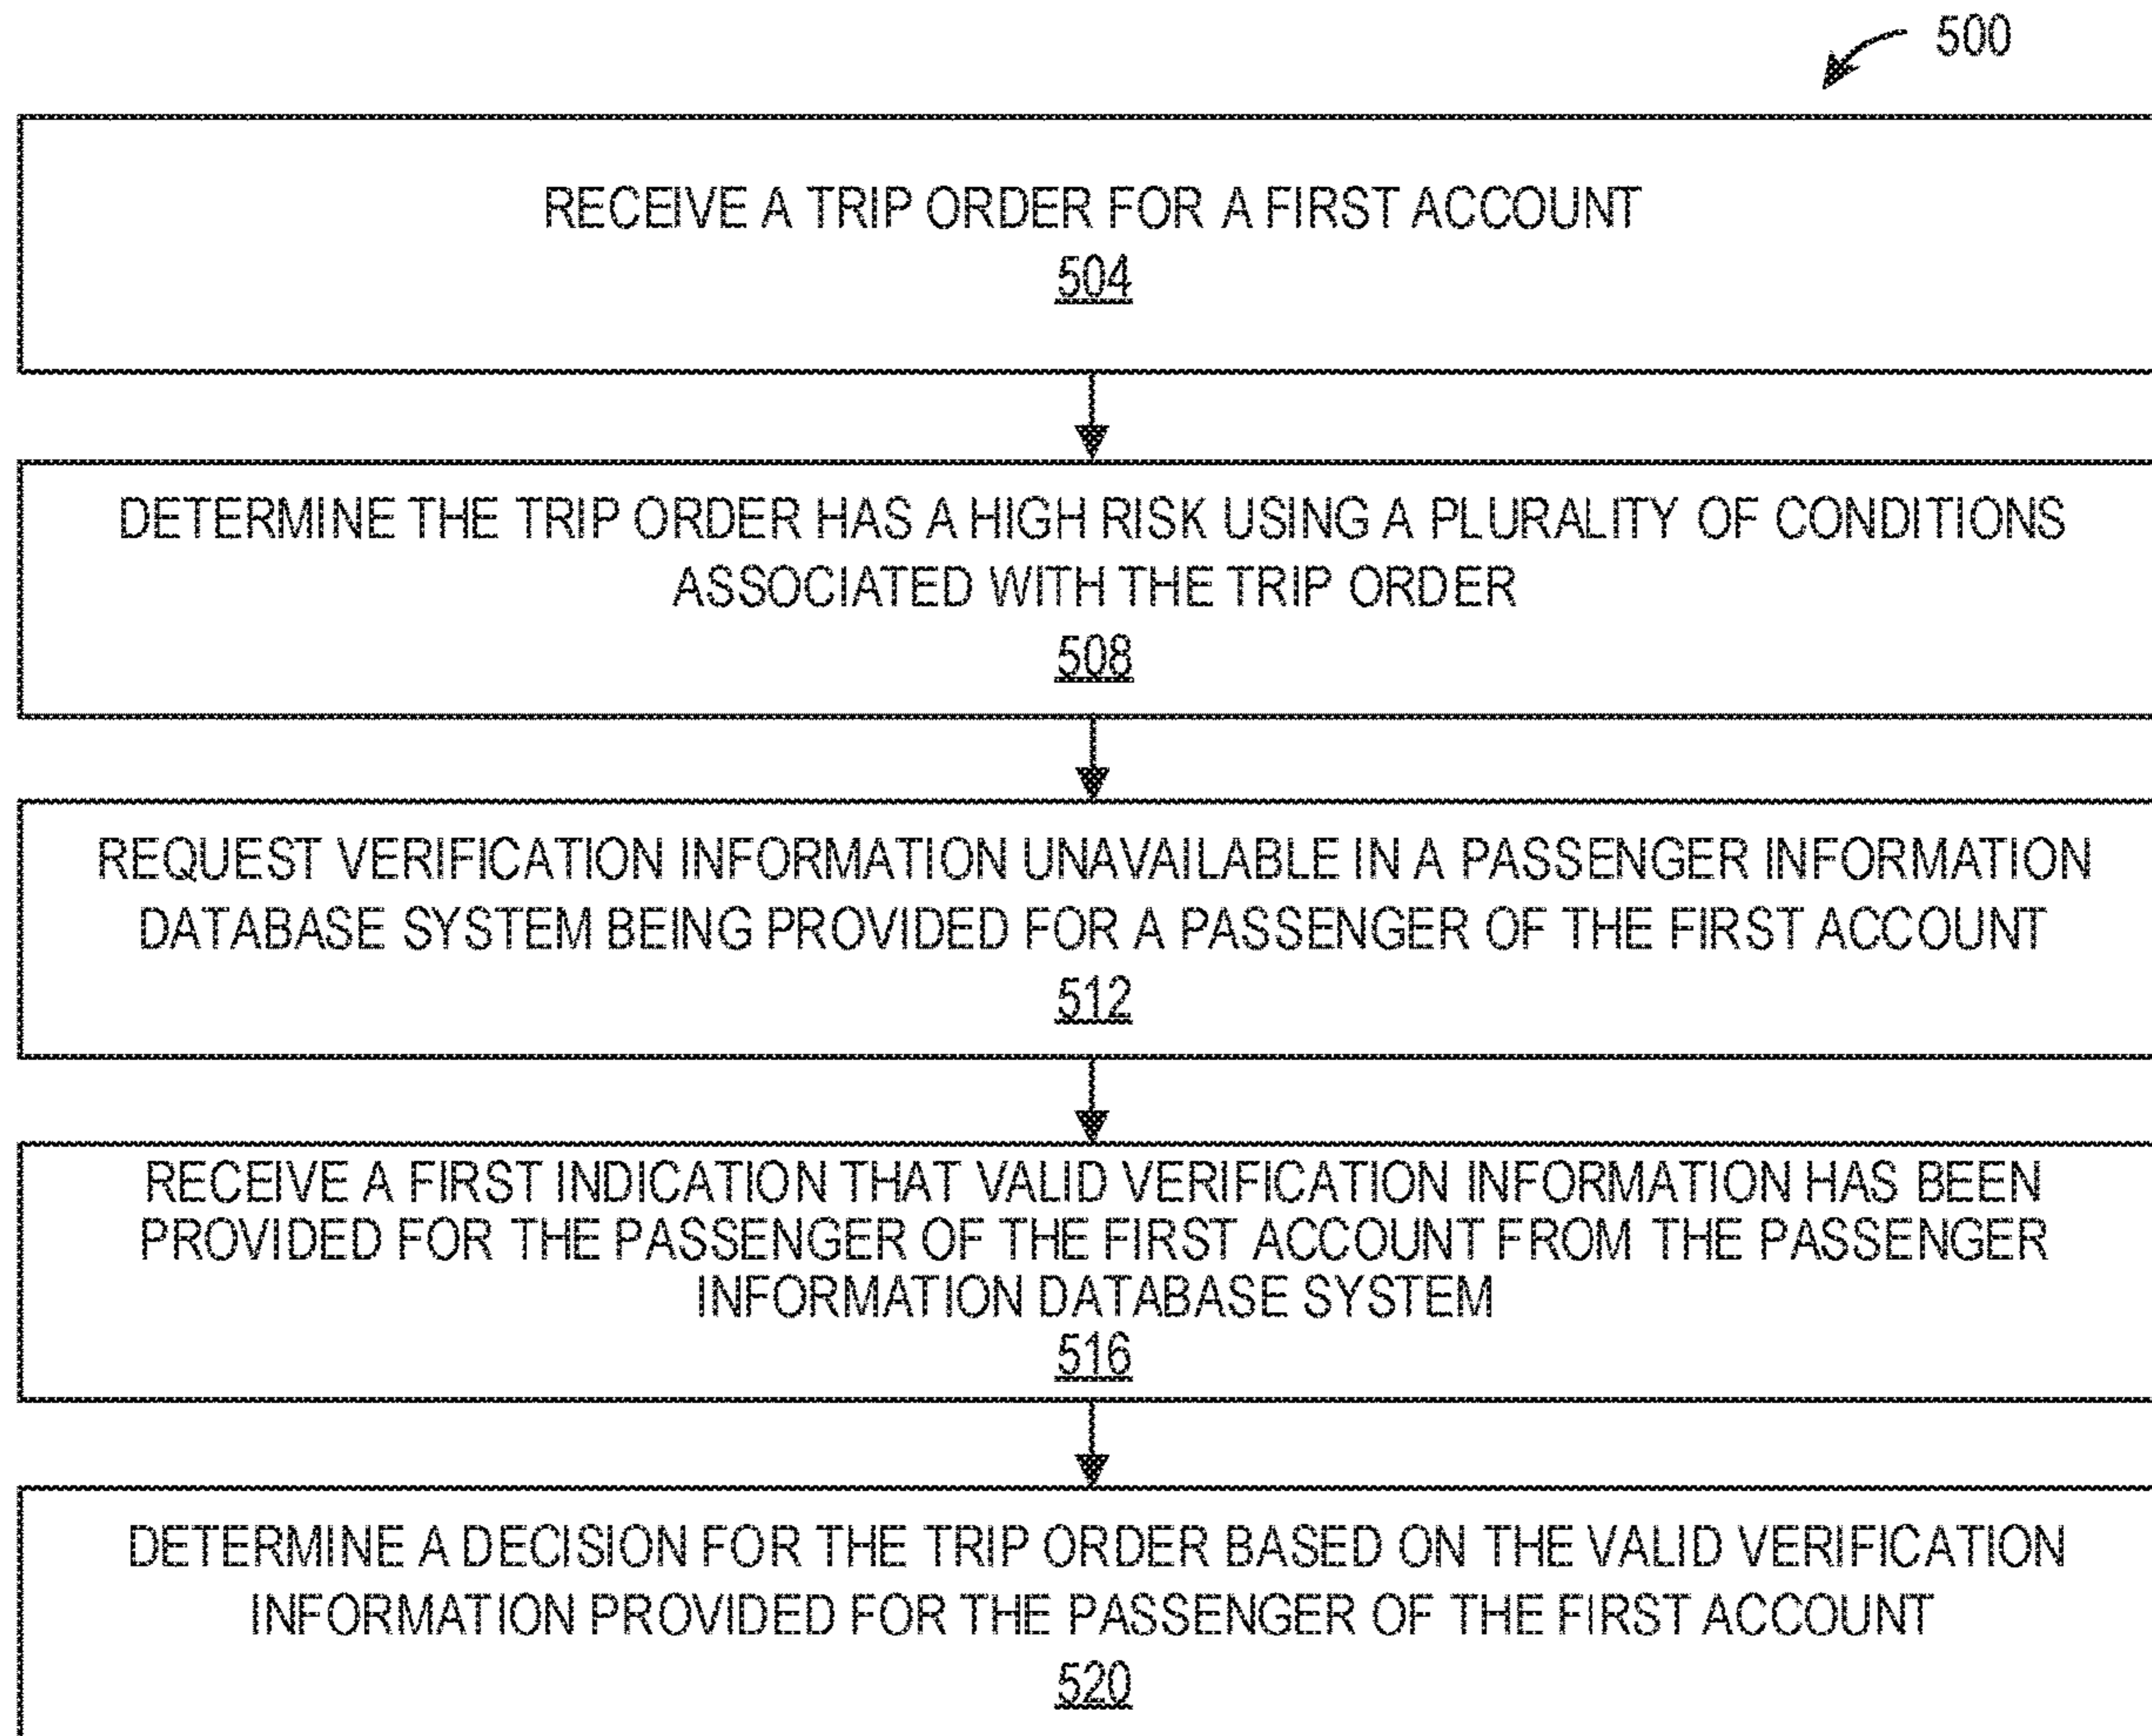 500
RECEIVE A TRIP ORDER FOR A FIRST ACCOUNT
504
DETERMINE THE TRIP ORDER HAS A HIGH RISK USING A PLURALITY OF CONDITIONS
ASSOCIATED WITH THE TRIP ORDER
508
REQUEST VERIFICATION INFORMATION UNAVAILABLE IN A PASSENGER INFORMATION
DATABASE SYSTEM BEING PROVIDED FOR A PASSENGER OF THE FIRST ACCOUNT
512
RECEIVE A FIRST INDICATION THAT VALID VERIFICATION INFORMATION HAS BEEN
PROVIDED FOR THE PASSENGER OF THE FIRST ACCOUNT FROM THE PASSENGER
INFORMATION DATABASE SYSTEM
516
DETERMINE A DECISION FOR THE TRIP ORDER BASED ON THE VALID VERIFICATION
INFORMATION PROVIDED FOR THE PASSENGER OF THE FIRST ACCOUNT
520